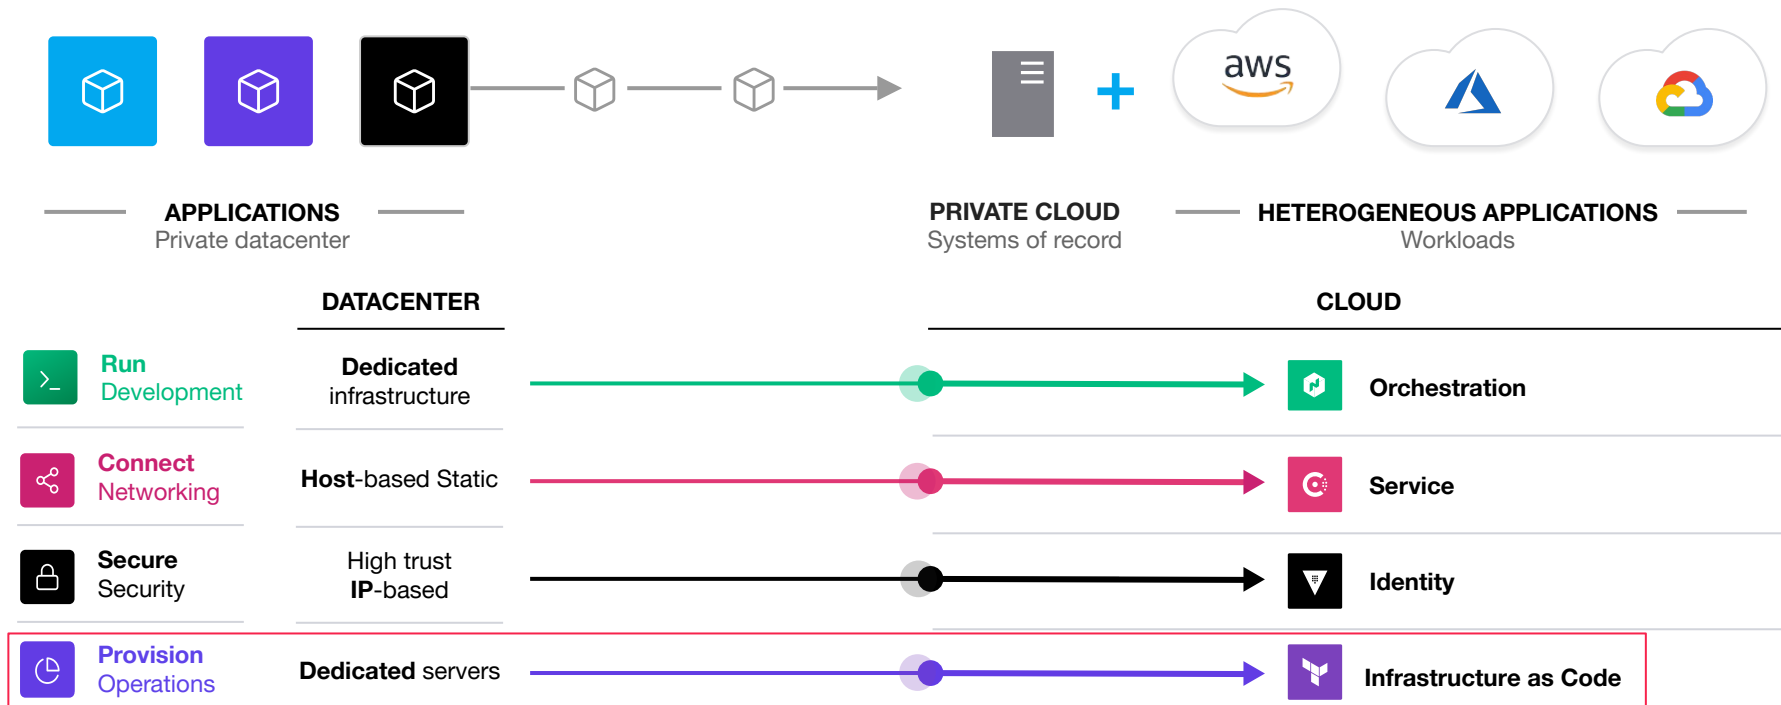 aws
APPLICATIONS
Private datacenter
PRIVATE CLOUD
Systems of record
HETEROGENEOUS APPLICATIONS
Workloads
DATACENTER
CLOUD
Run
Development
Dedicated
infrastructure
Orchestration
Connect
Networking
Host-based Static
Service
Secure
Security
High trust
IP-based
Identity
Provision
Operations
Dedicated servers
Infrastructure as Code